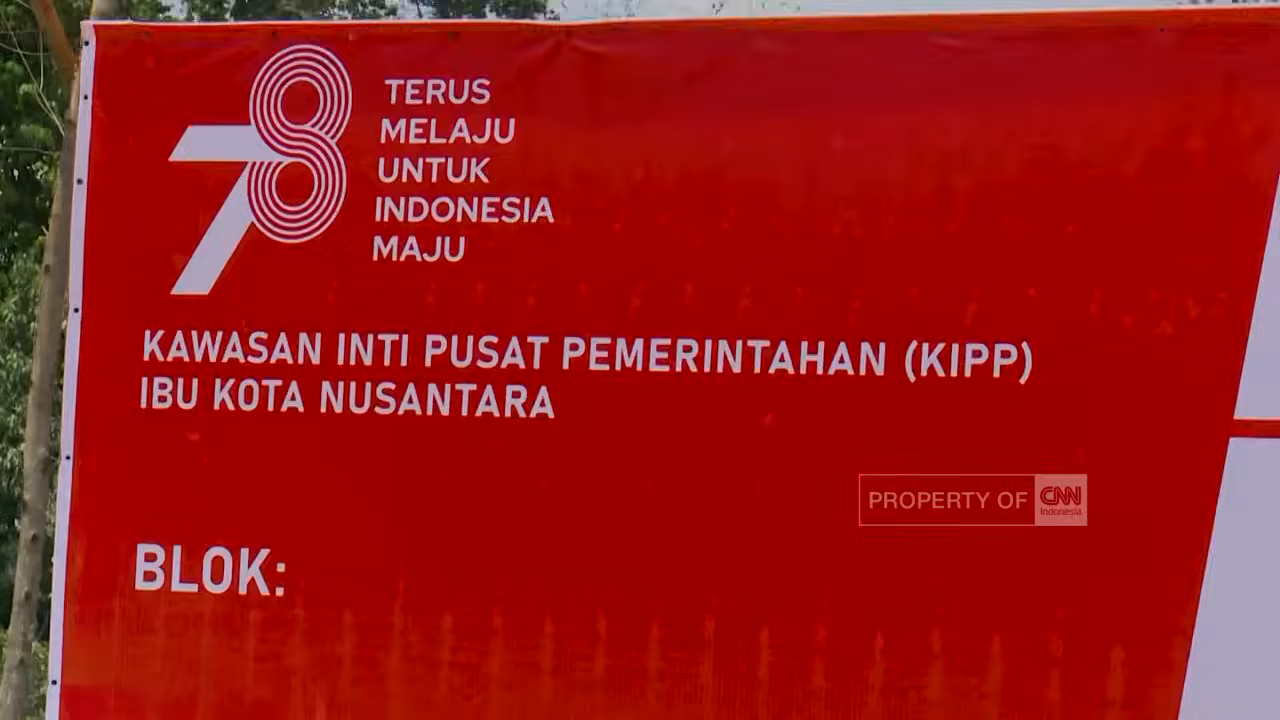 78
TERUS
MELAJU
UNTUK
INDONESIA
MAJU
KAWASAN INTI PUSAT PEMERINTAHAN (KIPP)
IBU KOTA NUSANTARA
PROPERTY OF CNN Indonesia
BLOK: